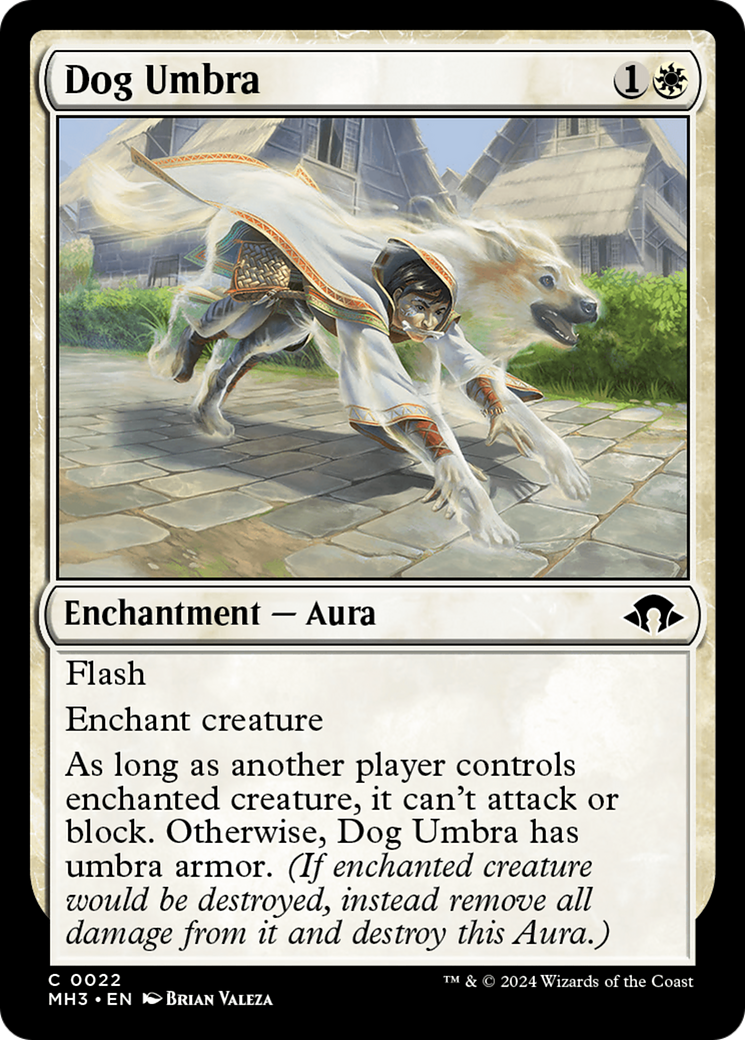 Dog Umbra 1
Enchantment — Aura
Flash
Enchant creature
As long as another player controls
enchanted creature, it can't attack or
block. Otherwise, Dog Umbra has
umbra armor. (If enchanted creature
would be destroyed, instead remove all
damage from it and destroy this Aura.)
C 0022
MH3 • EN Brian Valeza
™ & © 2024 Wizards of the Coast